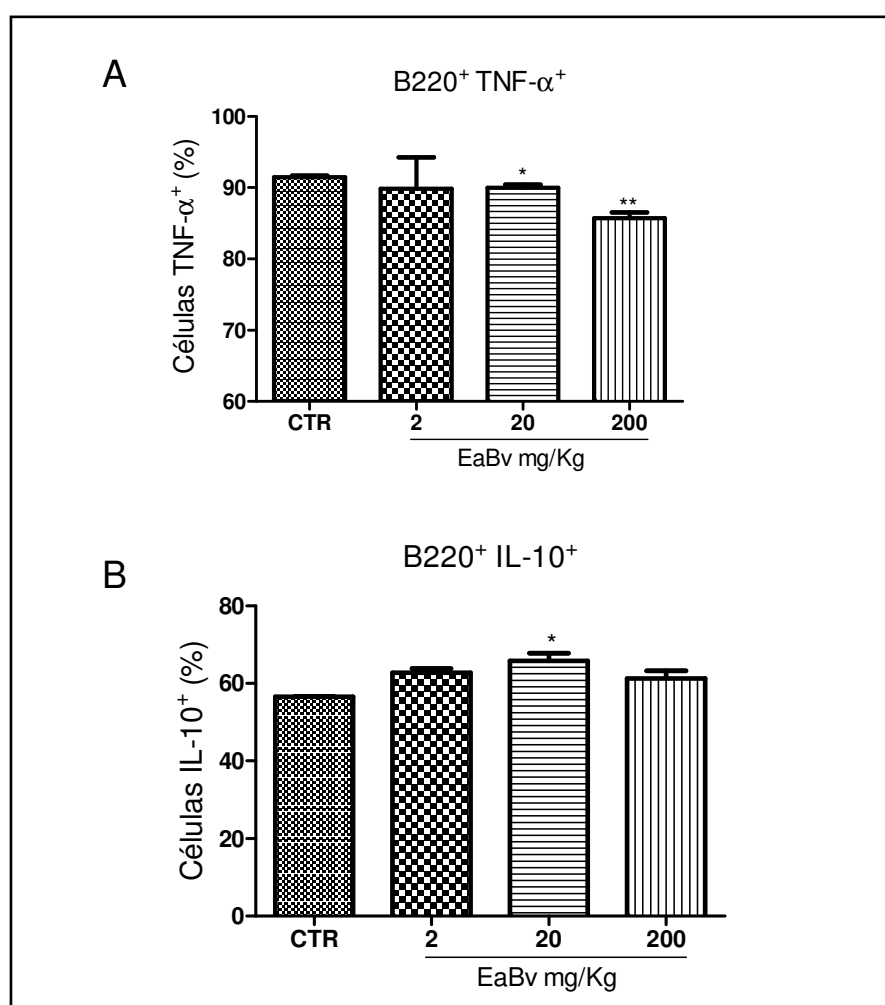 A
B220⁺ TNF-α⁺
Células TNF-α⁺ (%)
100
90
80
70
60
*
**
CTR 2 20 200
EaBv mg/Kg
B
B220⁺ IL-10⁺
Células IL-10⁺ (%)
80
60
40
20
0
*
CTR 2 20 200
EaBv mg/Kg